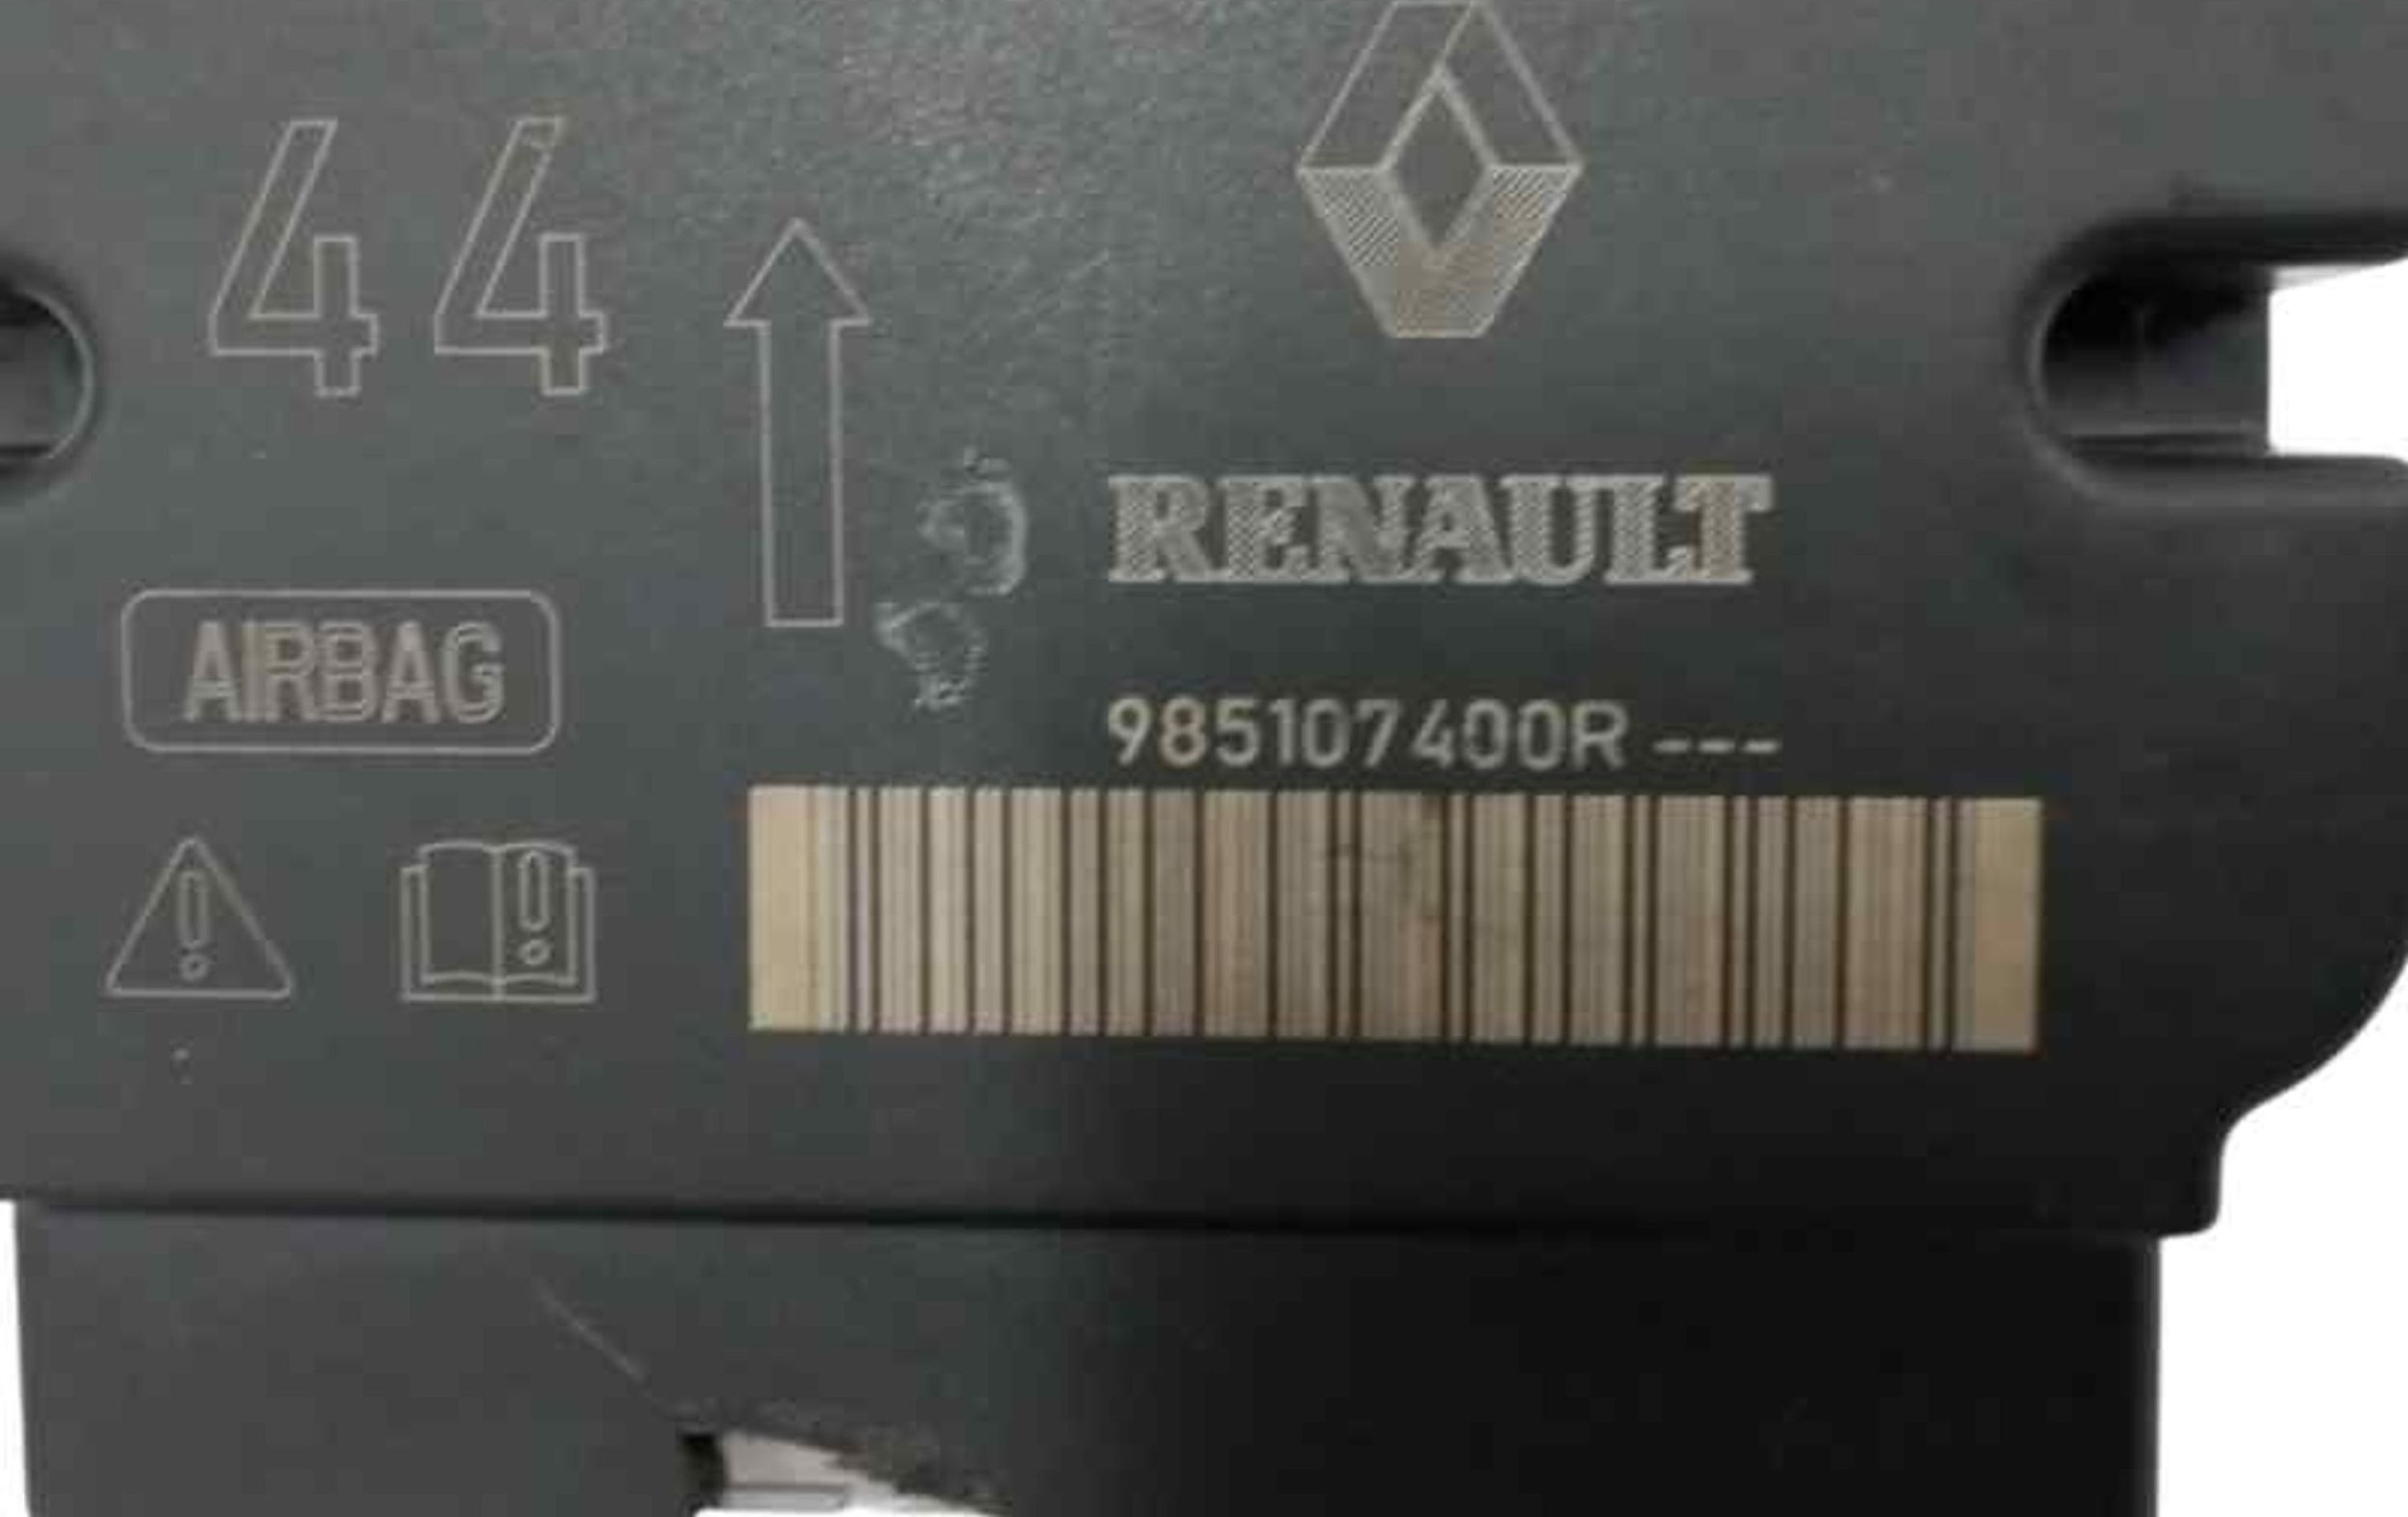 44
RENAULT
AIRBAG
985107400R---